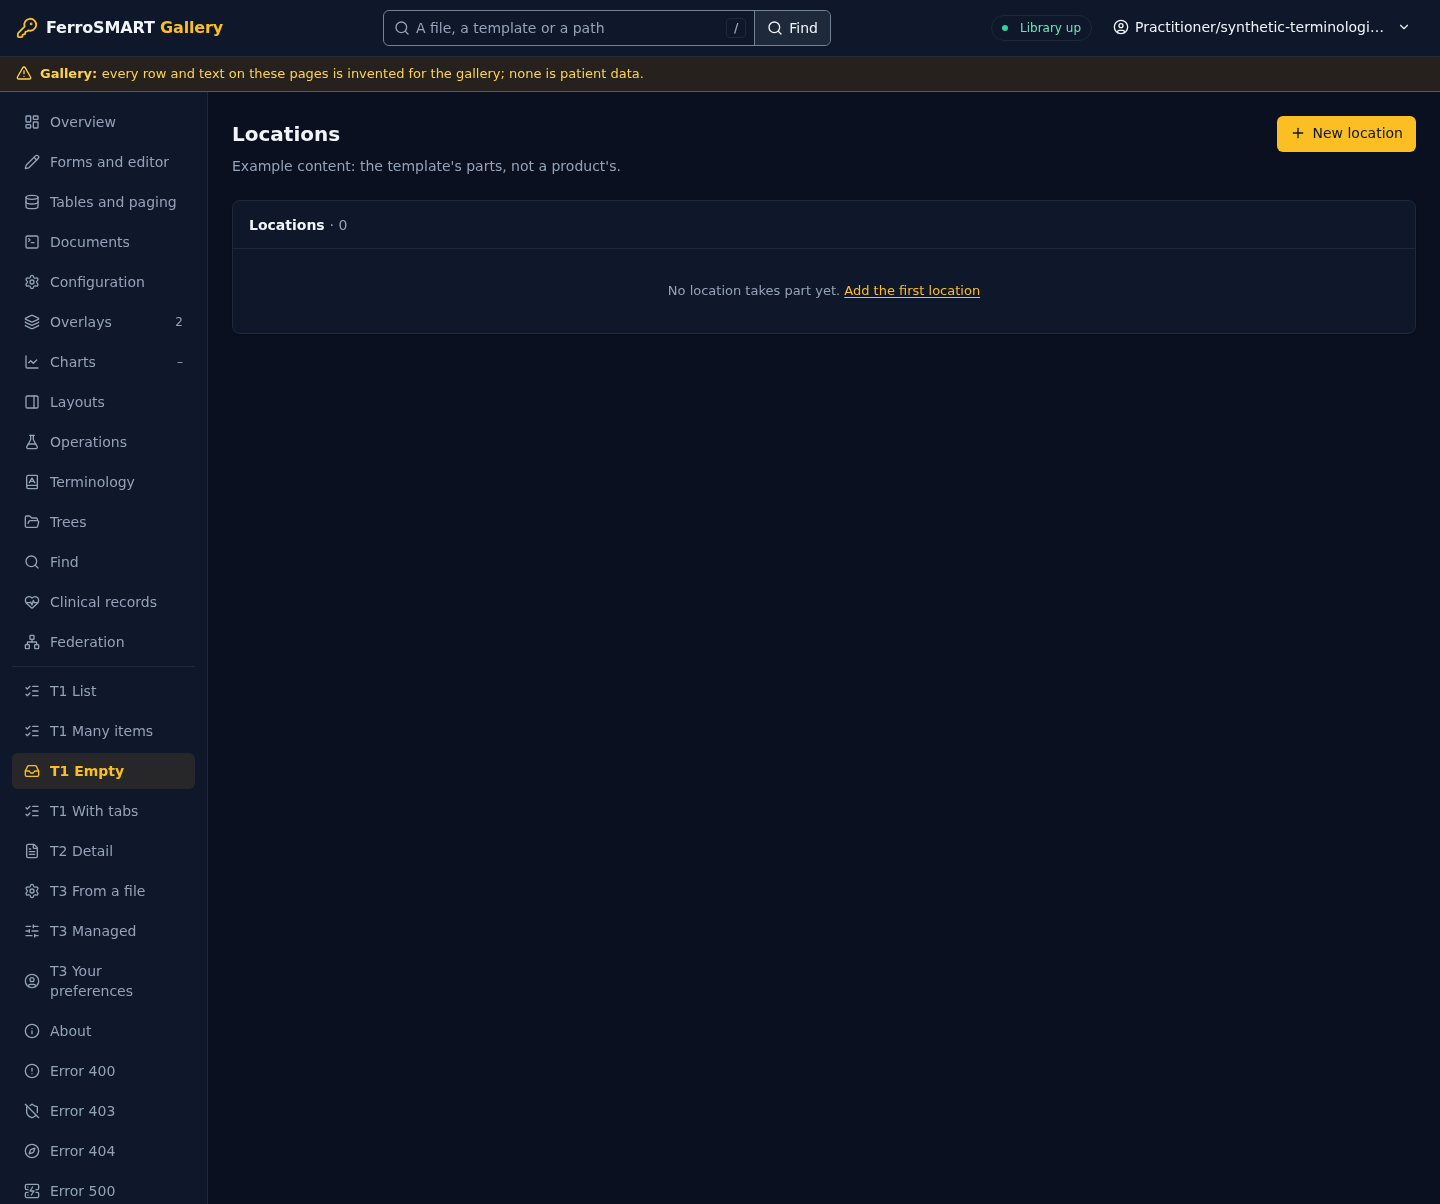 FerroSMART Gallery
A file, a template or a path
/
Find
Library up
Practitioner/synthetic-terminologi…
Gallery: every row and text on these pages is invented for the gallery; none is patient data.
Overview
Forms and editor
Tables and paging
Documents
Configuration
Overlays 2
Charts –
Layouts
Operations
Terminology
Trees
Find
Clinical records
Federation
T1 List
T1 Many items
T1 Empty
T1 With tabs
T2 Detail
T3 From a file
T3 Managed
T3 Your
preferences
About
Error 400
Error 403
Error 404
Error 500
Locations
New location
Example content: the template's parts, not a product's.
Locations · 0
No location takes part yet. Add the first location